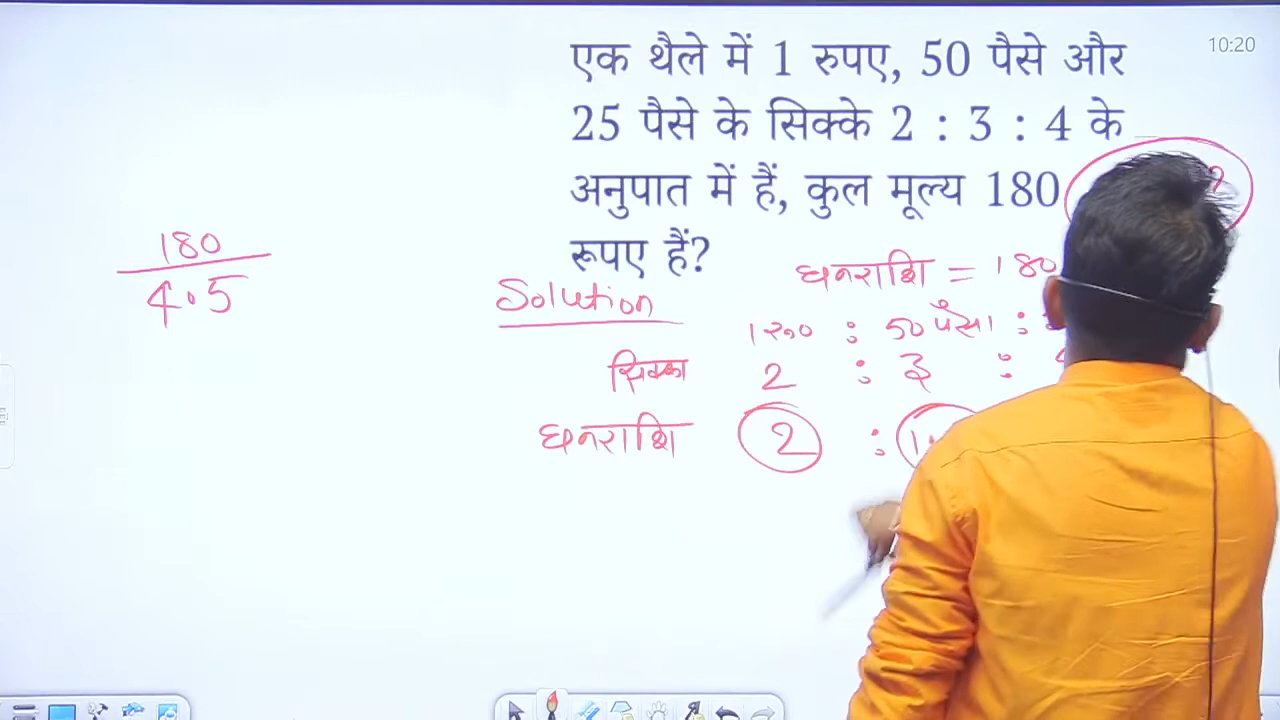 10:20
एक थैले में 1 रुपए, 50 पैसे और
25 पैसे के सिक्के 2 : 3 : 4 के
अनुपात में हैं, कुल मूल्य 180
रूपए हैं?
180
4.5
Solution
धनराशि = 180
1रु० : 50 पैसा :
सिक्का 2 : 3 :
धनराशि 2 : 1.